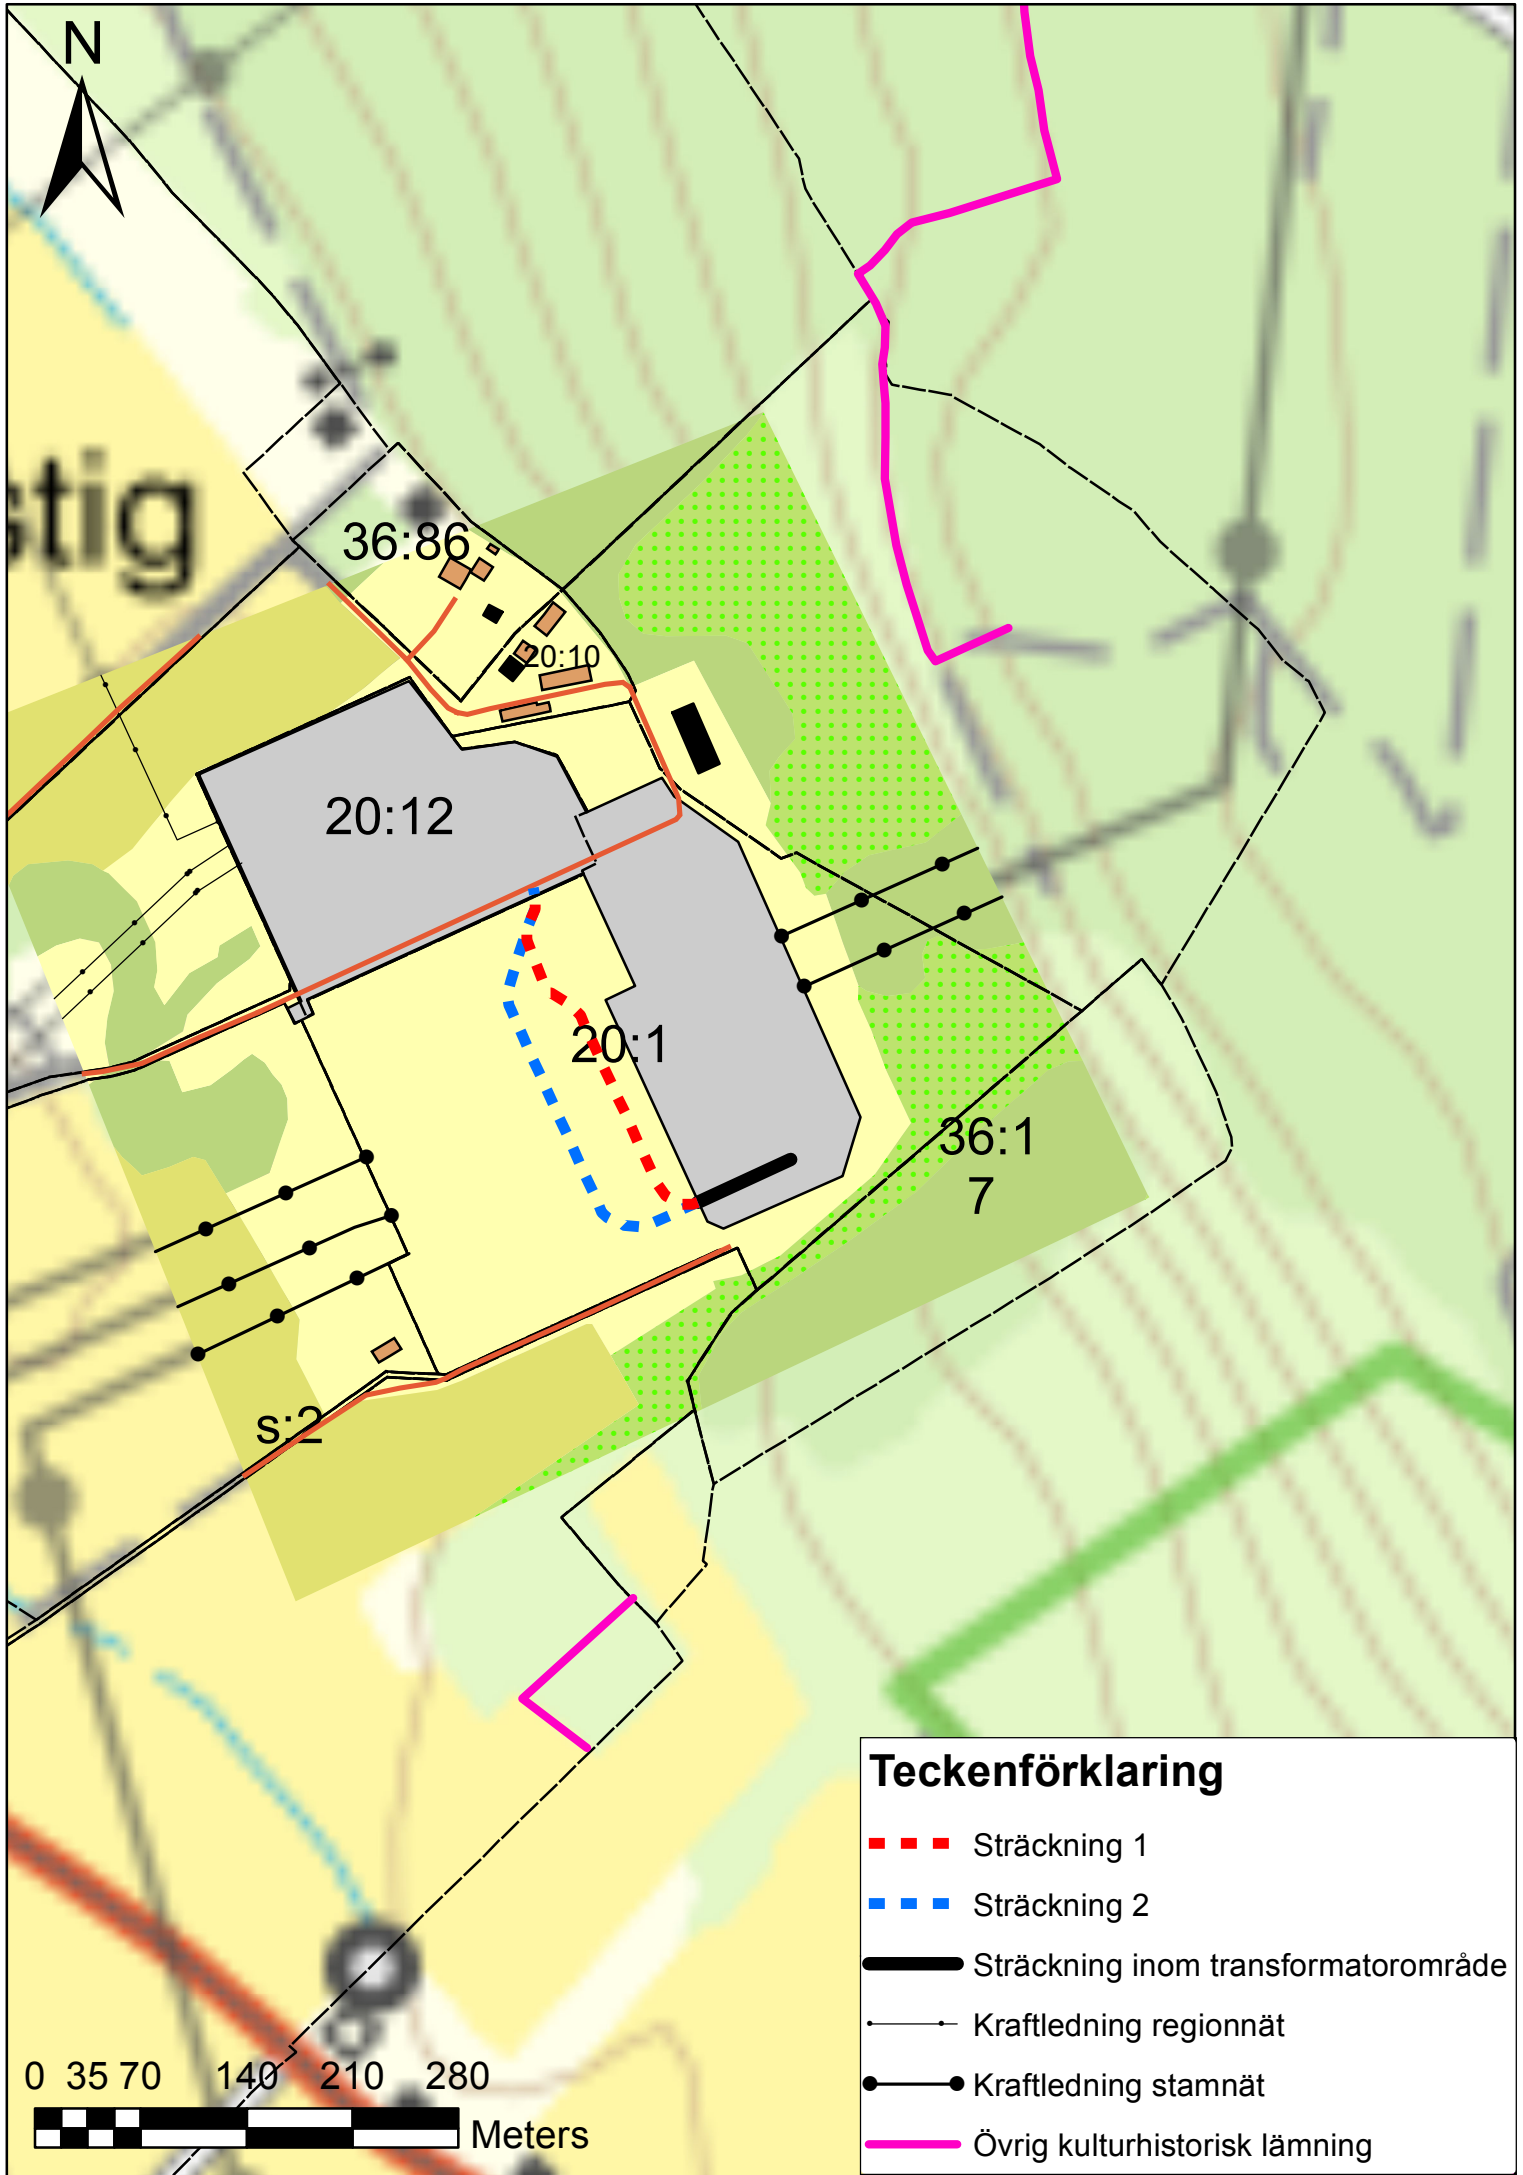 N
stig
36:86
20:10
20:12
20:1
36:1
7
s:2
Teckenförklaring
Sträckning 1
Sträckning 2
Sträckning inom transformatorområde
Kraftledning regionnät
Kraftledning stamnät
Övrig kulturhistorisk lämning
0 35 70 140 210 280
Meters